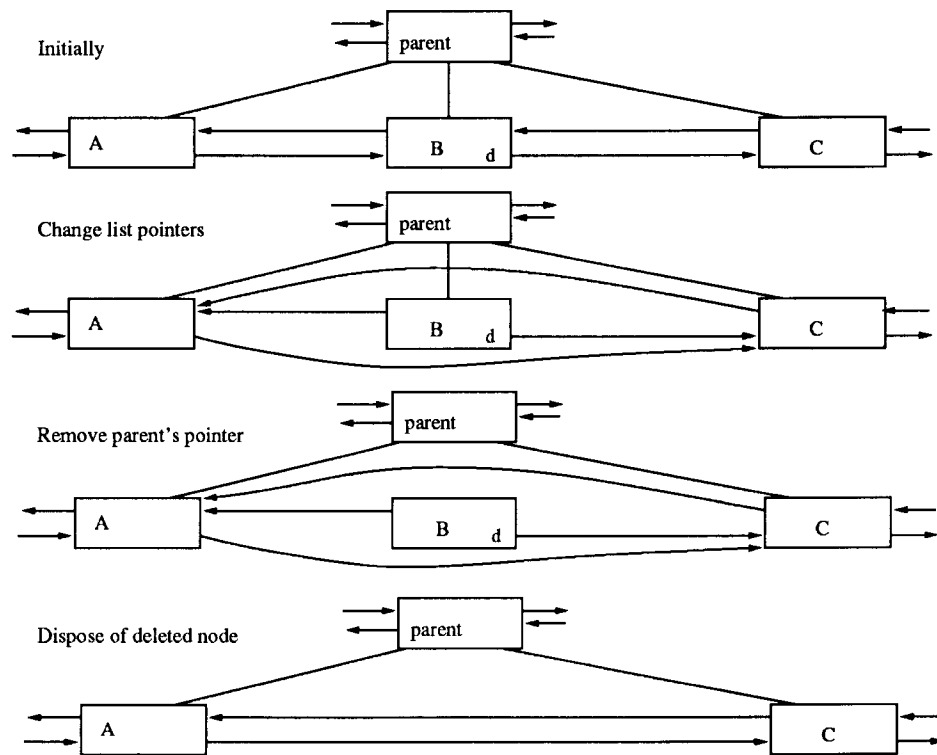 parent
Initially
A
B d
C
parent
Change list pointers
A
B d
C
parent
Remove parent's pointer
A
B d
C
parent
Dispose of deleted node
A
C